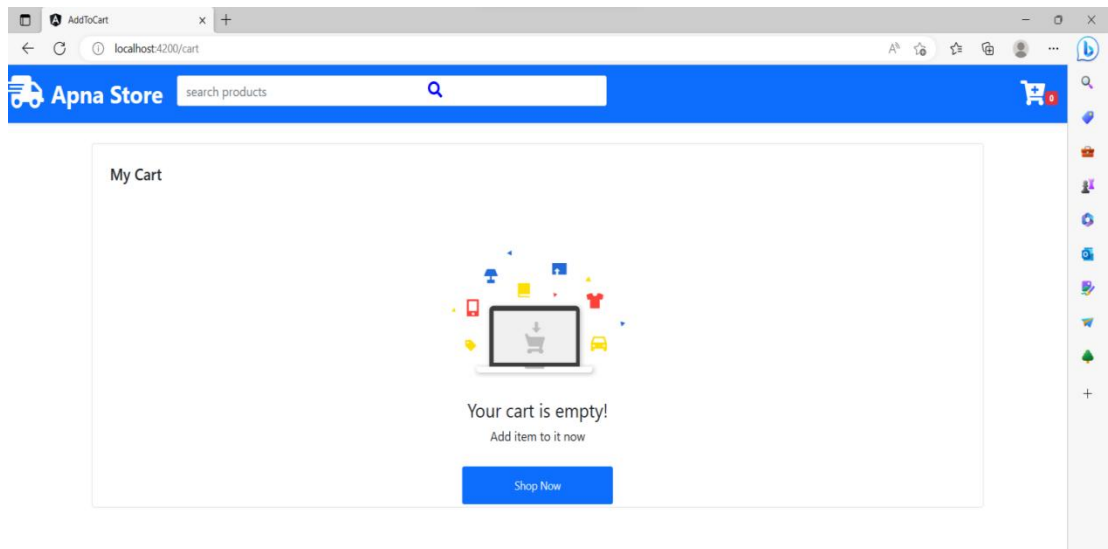 AddToCart
localhost:4200/cart
Apna Store
search products
0
My Cart
Your cart is empty!
Add item to it now
Shop Now